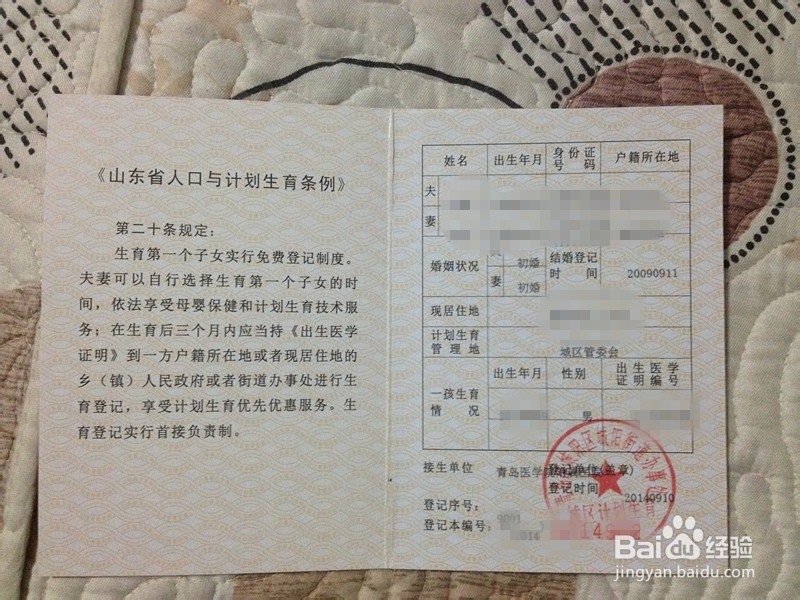 《山东省人口与计划生育条例》
第二十条规定：
生育第一个子女实行免费登记制度。
夫妻可以自行选择生育第一个子女的时
间，依法享受母婴保健和计划生育技术服
务；在生育后三个月内应当持《出生医学
证明》到一方户籍所在地或者现居住地的
乡（镇）人民政府或者街道办事处进行生
育登记，享受计划生育优先优惠服务。生
育登记实行首接负责制。
姓名 出生年月 身份证号码 户籍所在地
夫
妻
婚姻状况 初婚 结婚登记时间 20090911
妻 初婚
现居住地
计划生育管理地 城区管委会
一孩生育情况 出生年月 性别 出生医学证明编号
男
接生单位 青岛医学 登记单位(盖章)
登记时间 20140910
登记序号：
登记本编号：
Baidu 经验
jingyan.baidu.com